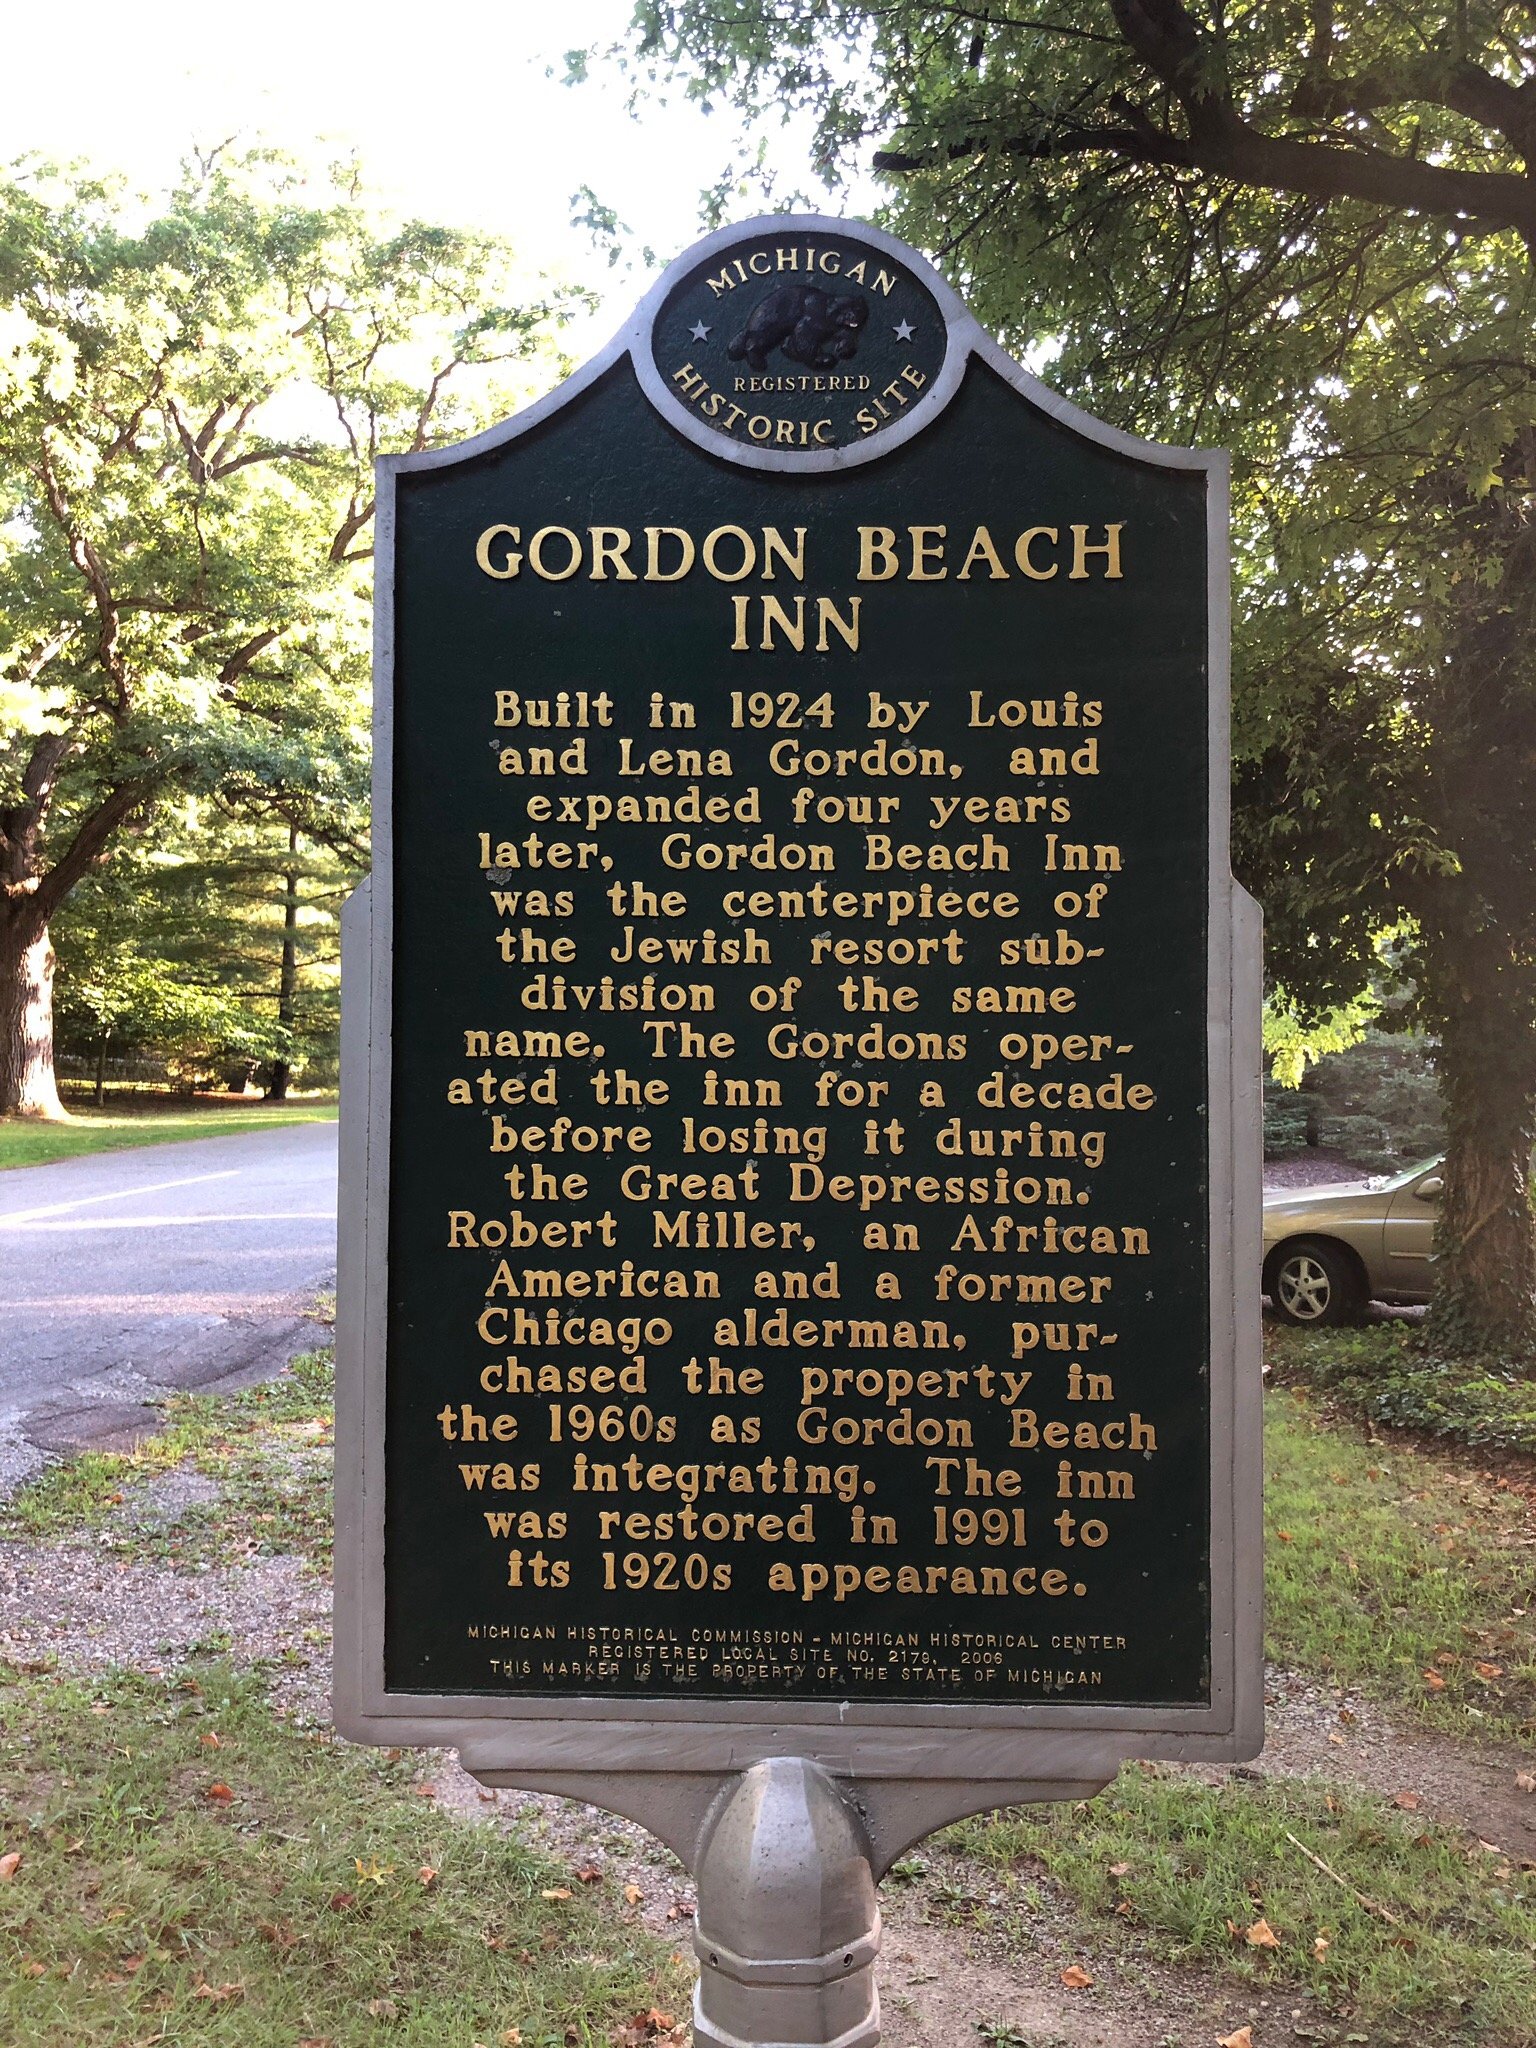 MICHIGAN
REGISTERED
HISTORIC SITE
GORDON BEACH
INN
Built in 1924 by Louis
and Lena Gordon, and
expanded four years
later, Gordon Beach Inn
was the centerpiece of
the Jewish resort sub-
division of the same
name. The Gordons oper-
ated the inn for a decade
before losing it during
the Great Depression.
Robert Miller, an African
American and a former
Chicago alderman, pur-
chased the property in
the 1960s as Gordon Beach
was integrating. The inn
was restored in 1991 to
its 1920s appearance.
MICHIGAN HISTORICAL COMMISSION – MICHIGAN HISTORICAL CENTER
REGISTERED LOCAL SITE NO. 2179, 2006
THIS MARKER IS THE PROPERTY OF THE STATE OF MICHIGAN